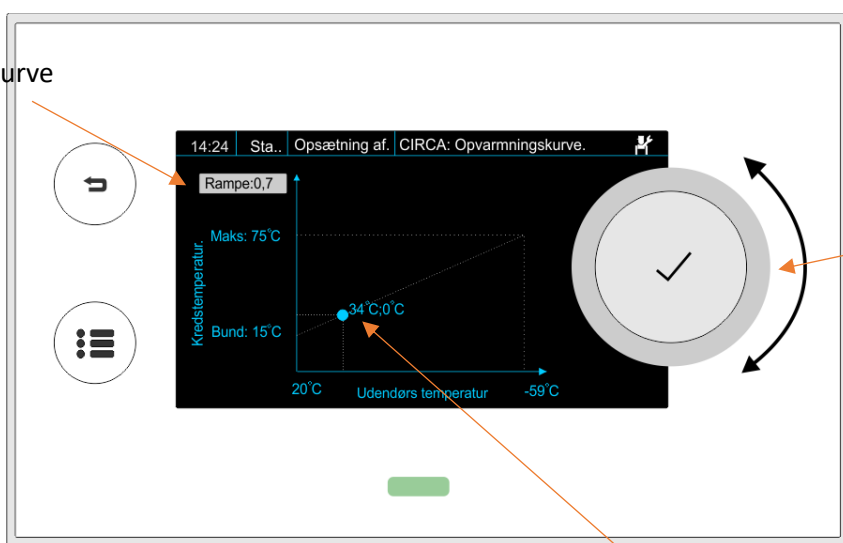 urve
14:24 Sta.. Opsætning af. CIRCA: Opvarmningskurve.
Rampe:0,7
Maks: 75°C
Kredstemperatur.
34°C;0°C
Bund: 15°C
20°C Udendørs temperatur -59°C